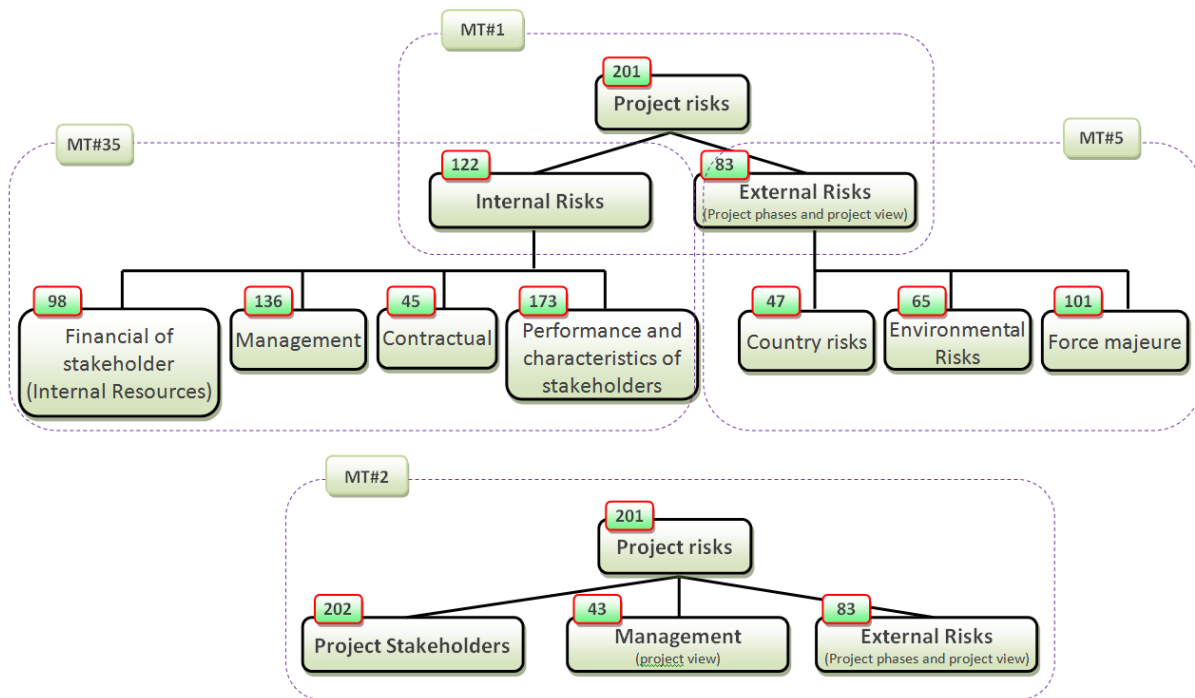 MT#1
201
Project risks
MT#35
MT#5
122
Internal Risks
83
External Risks
(Project phases and project view)
98
Financial of
stakeholder
(Internal Resources)
136
Management
45
Contractual
173
Performance and
characteristics of
stakeholders
47
Country risks
65
Environmental
Risks
101
Force majeure
MT#2
201
Project risks
202
Project Stakeholders
43
Management
(project view)
83
External Risks
(Project phases and project view)